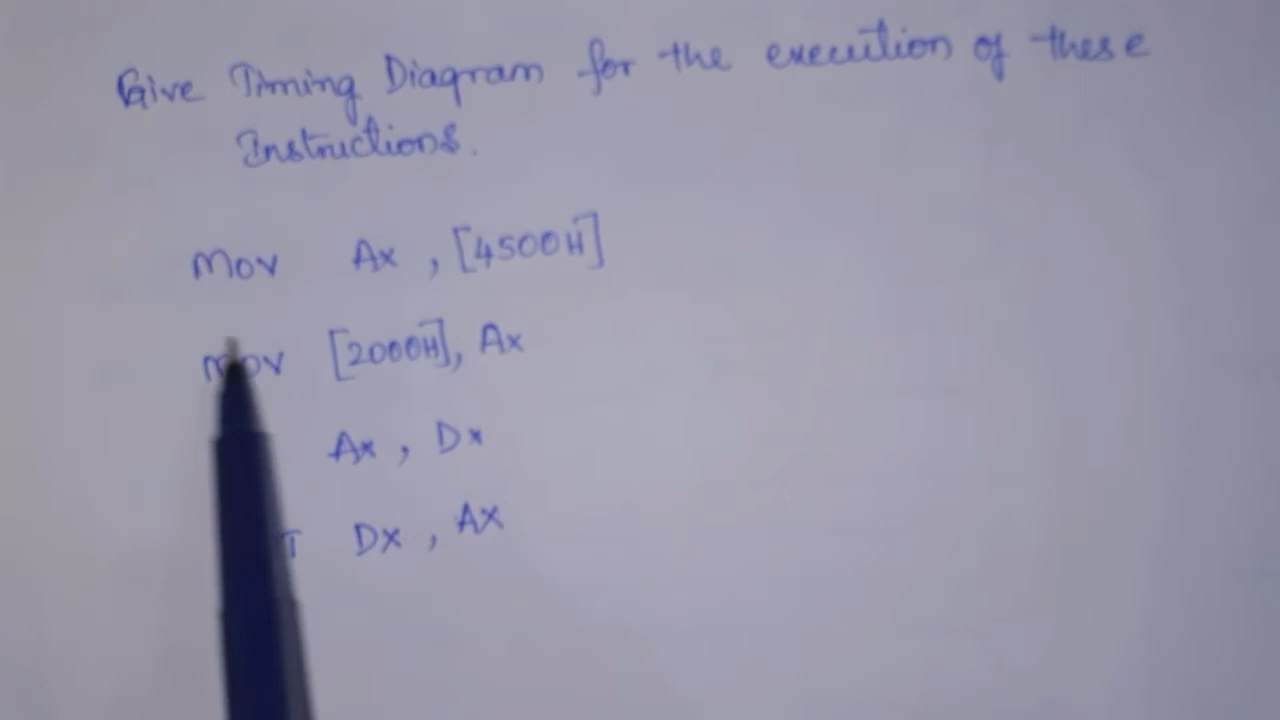 Give Timing Diagram for the execution of these
Instructions.
Mov Ax , [4500H]
mov [2000H], Ax
Ax , Dx
T Dx , Ax